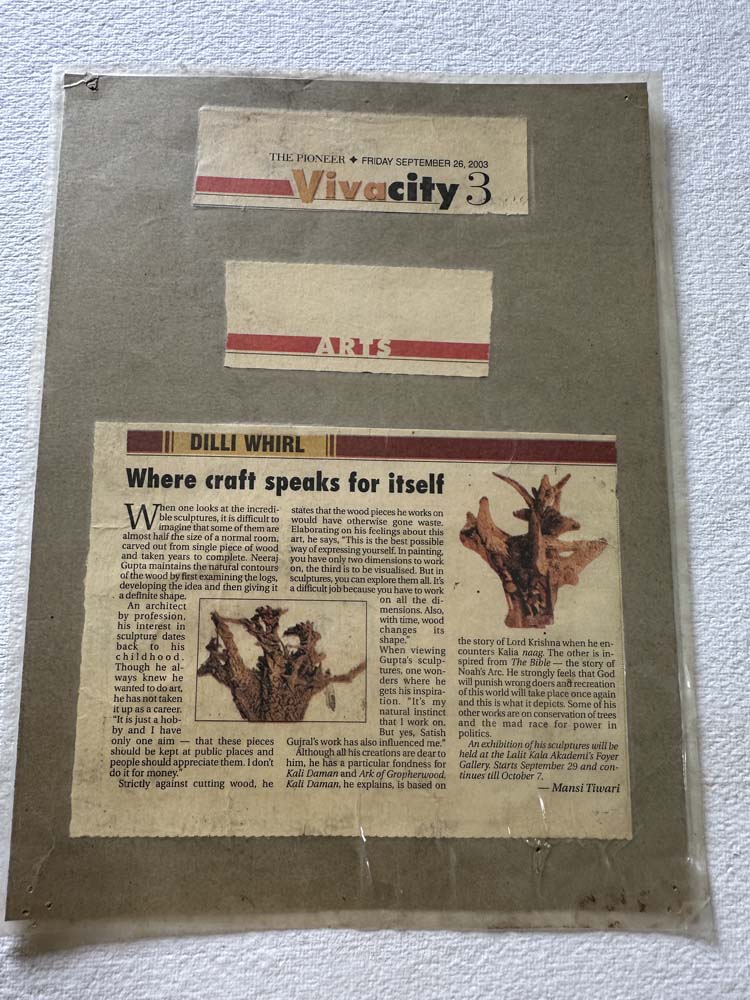 THE PIONEER ✦ FRIDAY SEPTEMBER 26, 2003
Vivacity 3
ARTS
DILLI WHIRL
Where craft speaks for itself
When one looks at the incredi-
ble sculptures, it is difficult to
imagine that some of them are
almost half the size of a normal room,
carved out from single piece of wood
and taken years to complete. Neeraj
Gupta maintains the natural contours
of the wood by first examining the logs,
developing the idea and then giving it
a definite shape.
An architect
by profession,
his interest in
sculpture dates
back to his
childhood.
Though he al-
ways knew he
wanted to do art,
he has not taken
it up as a career.
"It is just a hob-
by and I have
only one aim — that these pieces
should be kept at public places and
people should appreciate them. I don't
do it for money."
Strictly against cutting wood, he
states that the wood pieces he works on
would have otherwise gone waste.
Elaborating on his feelings about this
art, he says, "This is the best possible
way of expressing yourself. In painting,
you have only two dimensions to work
on, the third is to be visualised. But in
sculptures, you can explore them all. It's
a difficult job because you have to work
on all the di-
mensions. Also,
with time, wood
changes its
shape."
When viewing
Gupta's sculp-
tures, one won-
ders where he
gets his inspira-
tion. "It's my
natural instinct
that I work on.
But yes, Satish
Gujral's work has also influenced me."
Although all his creations are dear to
him, he has a particular fondness for
Kali Daman and Ark of Gropherwood.
Kali Daman, he explains, is based on
the story of Lord Krishna when he en-
counters Kalia naag. The other is in-
spired from The Bible — the story of
Noah's Arc. He strongly feels that God
will punish wrong doers and recreation
of this world will take place once again
and this is what it depicts. Some of his
other works are on conservation of trees
and the mad race for power in
politics.
An exhibition of his sculptures will be
held at the Lalit Kala Akademi's Foyer
Gallery. Starts September 29 and con-
tinues till October 7.
— Mansi Tiwari